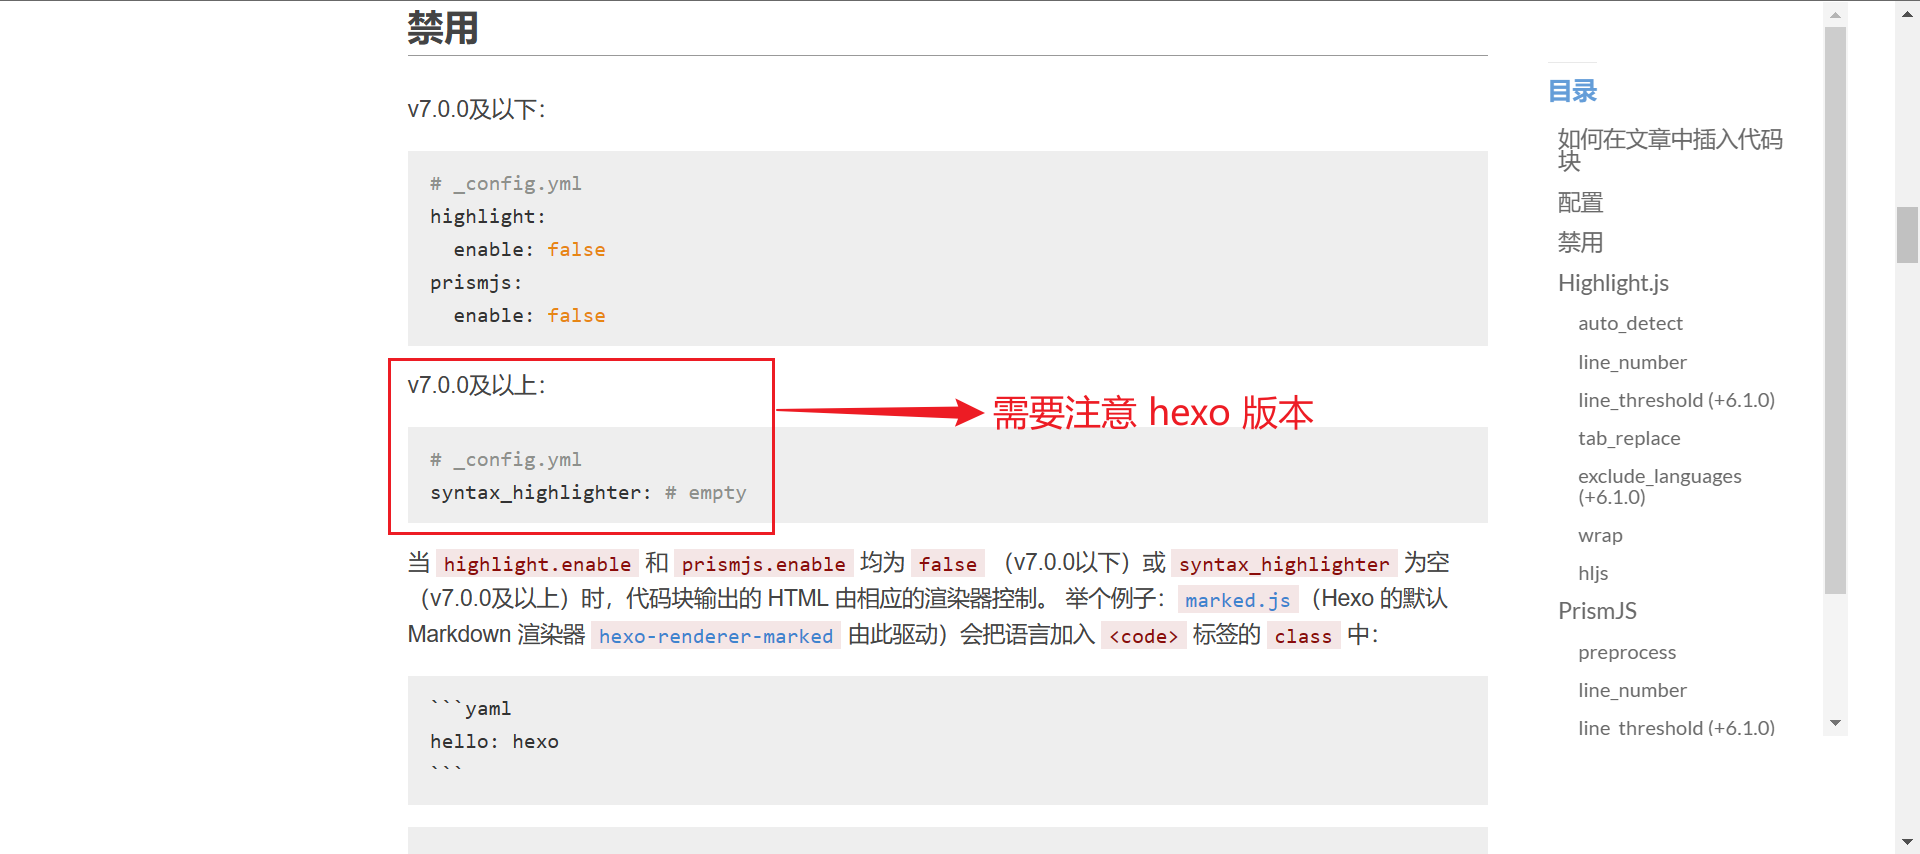 禁用
v7.0.0及以下：
# _config.yml
highlight:
  enable: false
prismjs:
  enable: false
v7.0.0及以上：
需要注意 hexo 版本
# _config.yml
syntax_highlighter: # empty
当 highlight.enable 和 prismjs.enable 均为 false （v7.0.0以下）或 syntax_highlighter 为空
（v7.0.0及以上）时，代码块输出的 HTML 由相应的渲染器控制。 举个例子： marked.js （Hexo 的默认
Markdown 渲染器 hexo-renderer-marked 由此驱动）会把语言加入 <code> 标签的 class 中：
```yaml
hello: hexo
```
目录
如何在文章中插入代码
块
配置
禁用
Highlight.js
auto_detect
line_number
line_threshold (+6.1.0)
tab_replace
exclude_languages
(+6.1.0)
wrap
hljs
PrismJS
preprocess
line_number
line_threshold (+6.1.0)